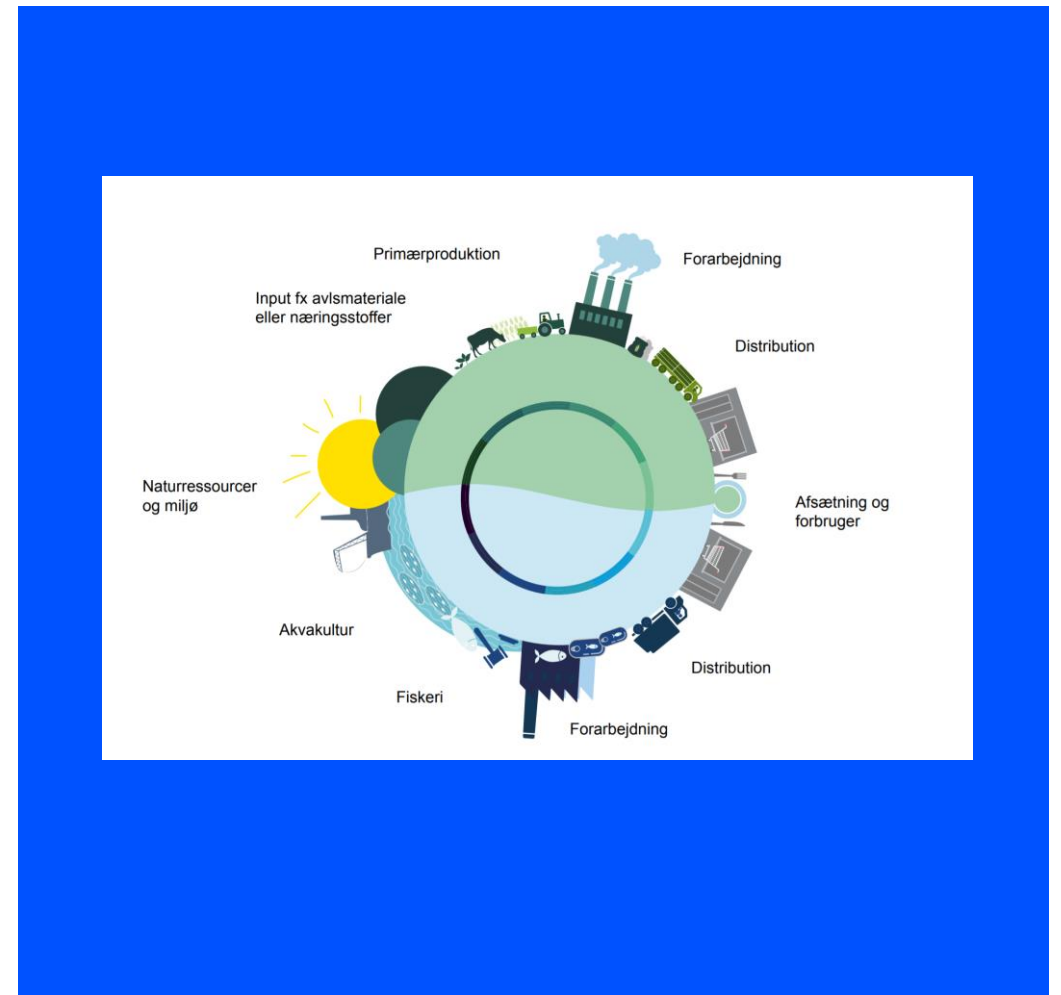 Primærproduktion
Forarbejdning
Input fx avlsmateriale
eller næringsstoffer
Distribution
Naturressourcer
og miljø
Afsætning og
forbruger
Akvakultur
Distribution
Fiskeri
Forarbejdning